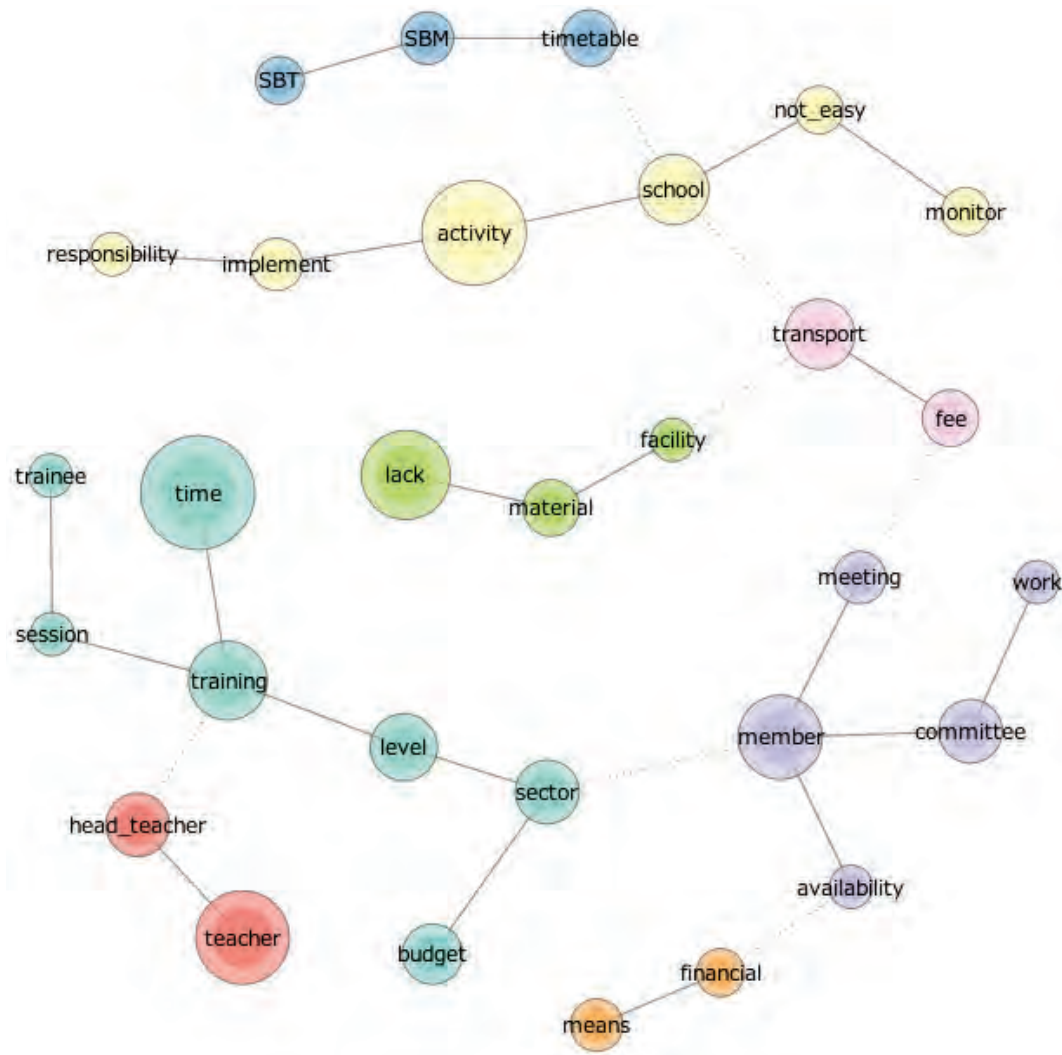 SBM
timetable
SBT
not_easy
school
monitor
activity
responsibility
implement
transport
fee
facility
trainee
lack
time
material
meeting
work
session
training
member
committee
level
sector
head_teacher
availability
teacher
budget
financial
means